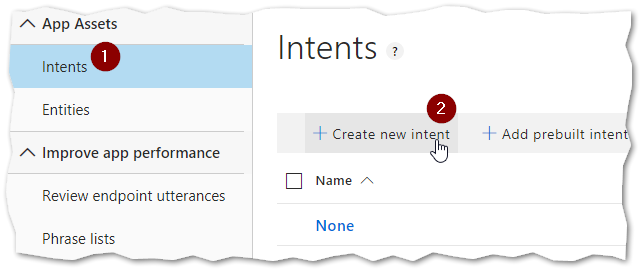 App Assets
Intents 1
Entities
Improve app performance
Review endpoint utterances
Phrase lists
Intents ?
2
+ Create new intent + Add prebuilt intent
Name
None